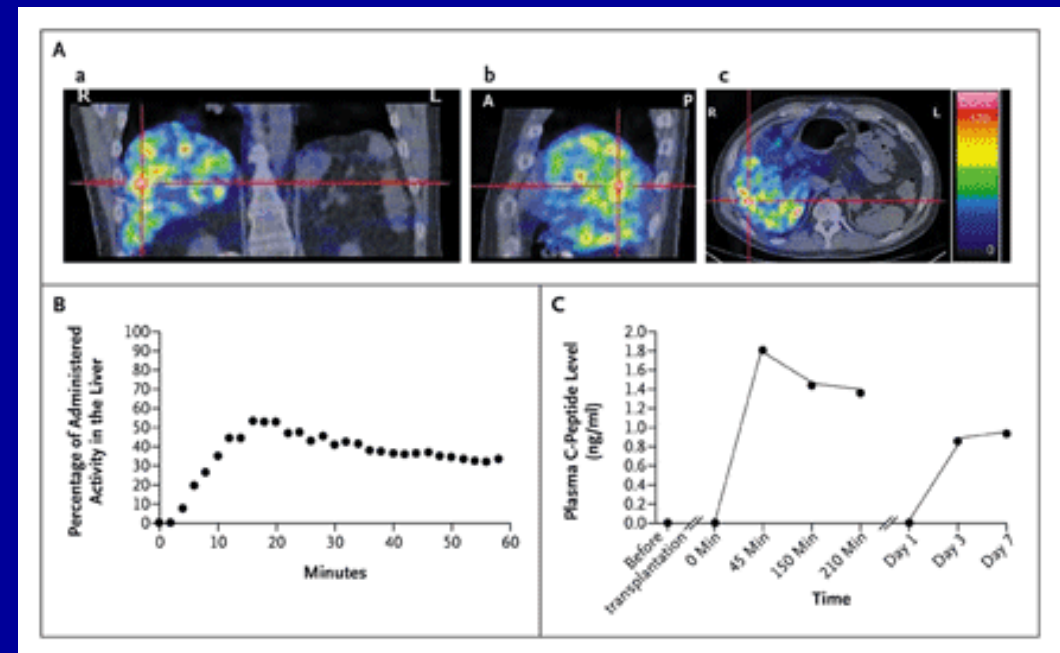 A
a
b
c
R
L
A
P
R
L
0
B
Percentage of Administered
Activity in the Liver
100
90
80
70
60
50
40
30
20
10
0
0
10
20
30
40
50
60
Minutes
C
Plasma C-Peptide Level
(ng/ml)
2.0
1.8
1.6
1.4
1.2
1.0
0.8
0.6
0.4
0.2
0.0
Before
transplantation
0 Min
45 Min
150 Min
210 Min
Day 1
Day 3
Day 7
Time